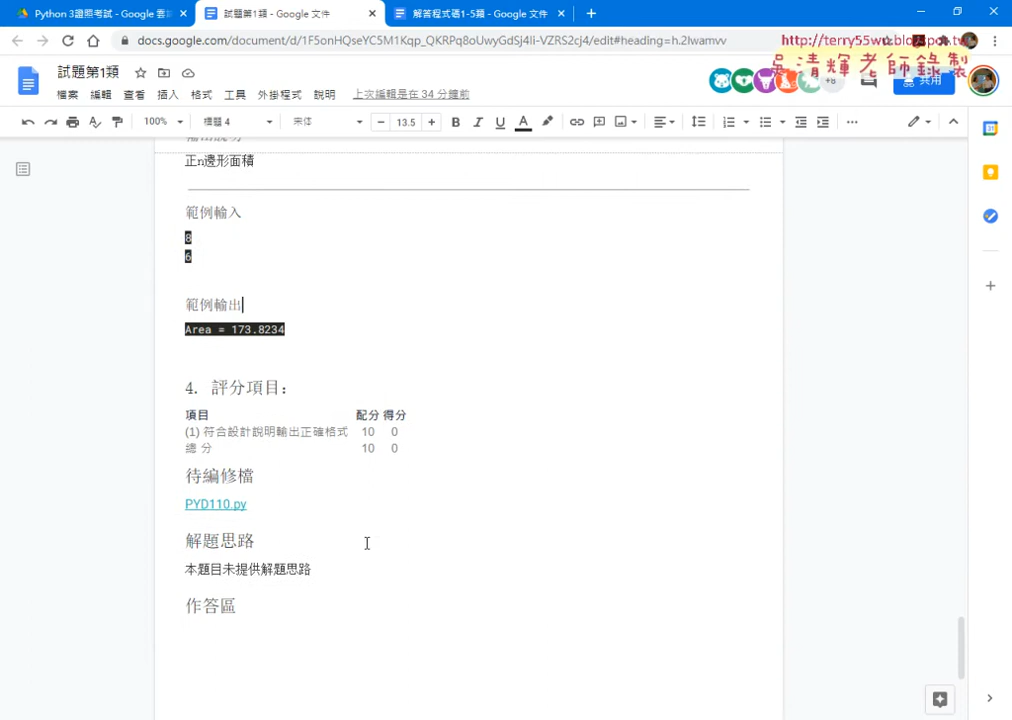 Python 3證照考試 - Google 雲端
試題第1類 - Google 文件
解答程式碼1-5類 - Google 文件
docs.google.com/document/d/1F5onHQseYC5M1Kqp_QKRPq8oUwyGdSj4Ii-VZRS2cj4/edit#heading=h.2lwamvv
http://terry55wu.blogspot.tw
吳清輝老師錄製
試題第1類
檔案 編輯 查看 插入 格式 工具 外掛程式 說明 上次編輯是在 34 分鐘前
+8
共用
100% 標題 4 宋体 13.5
正n邊形面積
範例輸入
8
6
範例輸出
Area = 173.8234
4. 評分項目：
項目 配分 得分
(1) 符合設計說明輸出正確格式 10 0
總 分 10 0
待編修檔
PYD110.py
解題思路
本題目未提供解題思路
作答區